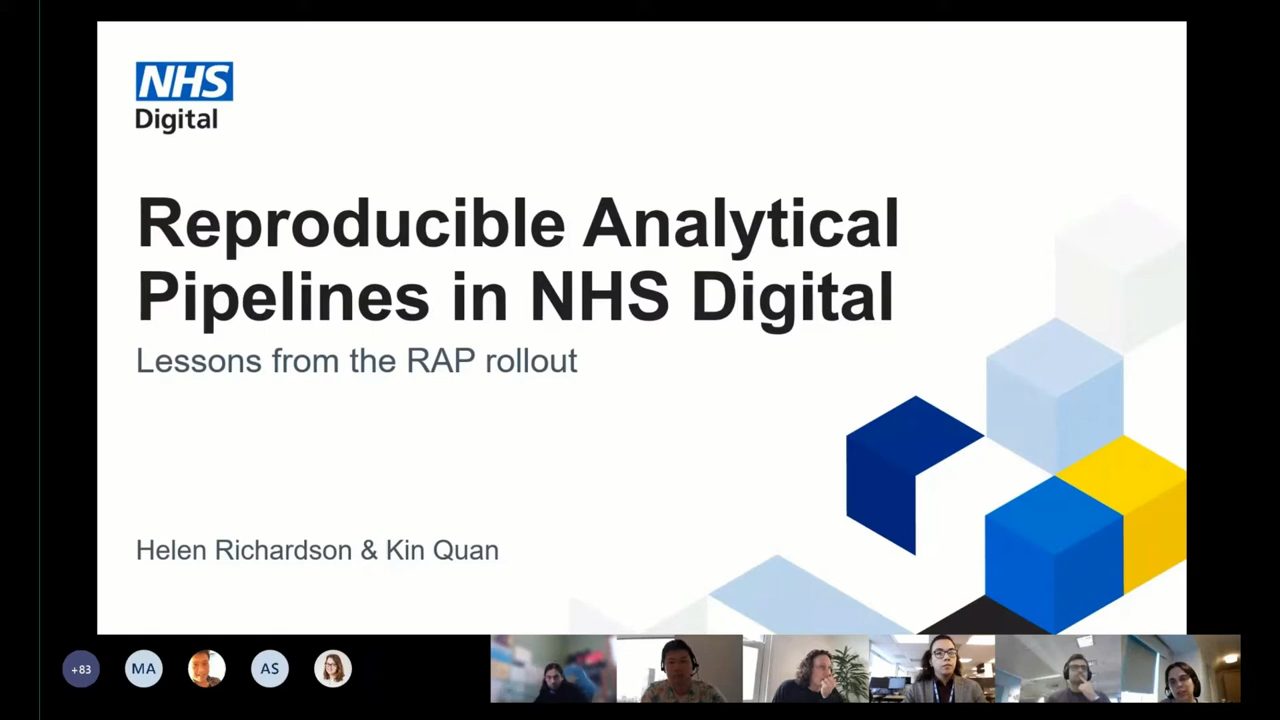 NHS
Digital
Reproducible Analytical
Pipelines in NHS Digital
Lessons from the RAP rollout
Helen Richardson & Kin Quan
+83
MA
AS